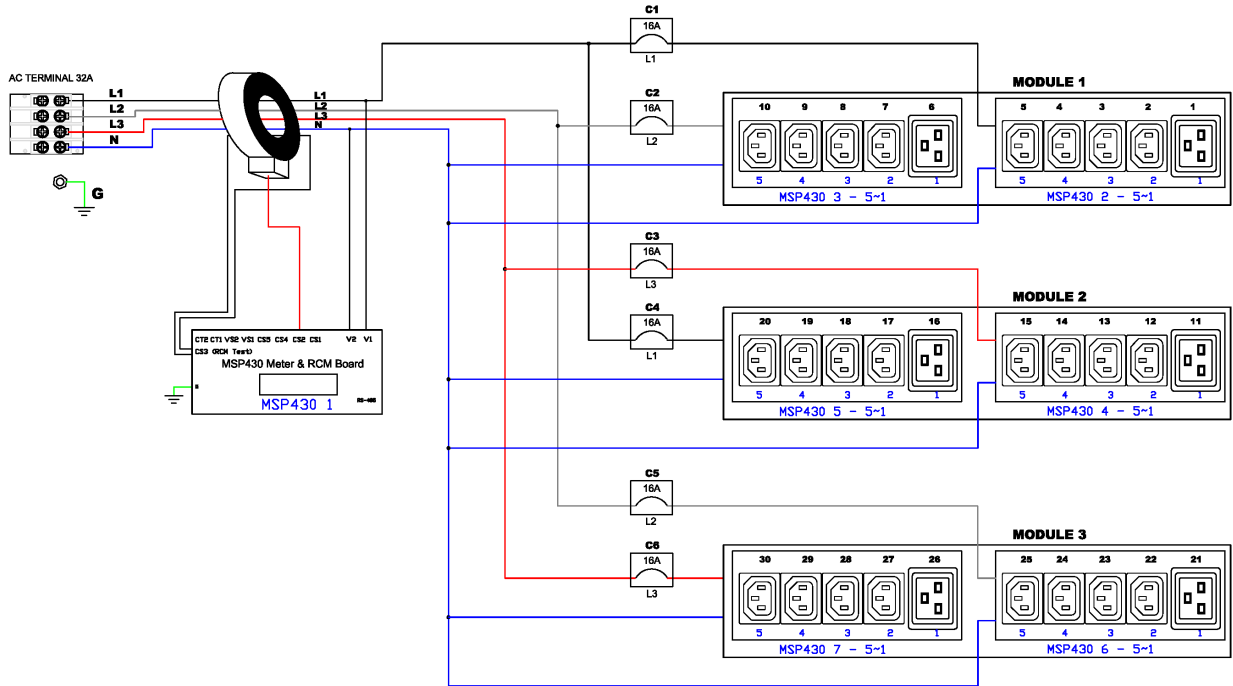 C1
16A
L1
AC TERMINAL 32A
L1
L2
L3
N
G
L1
L2
L3
N
C2
16A
L2
MODULE 1
10 9 8 7 6 5 4 3 2 1
5 4 3 2 1 5 4 3 2 1
MSP430 3 - 5~1 MSP430 2 - 5~1
C3
16A
L3
C4
16A
L1
MODULE 2
20 19 18 17 16 15 14 13 12 11
5 4 3 2 1 5 4 3 2 1
MSP430 5 - 5~1 MSP430 4 - 5~1
CT2 CT1 VS2 VS1 CS5 CS4 CS2 CS1 V2 V1
CS3 (RCM Test)
MSP430 Meter & RCM Board
RS-485
MSP430 1
C5
16A
L2
C6
16A
L3
MODULE 3
30 29 28 27 26 25 24 23 22 21
5 4 3 2 1 5 4 3 2 1
MSP430 7 - 5~1 MSP430 6 - 5~1